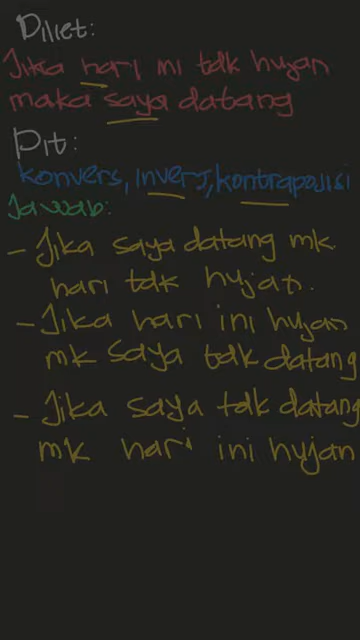 Diket:
Jika hari ini tdk hujan
maka saya datang
Dit:
konvers, invers, kontraposisi
Jawab:
- Jika saya datang mk
hari tdk hujan.
- Jika hari ini hujan
mk saya tdk datang
- Jika saya tdk datang
mk hari ini hujan